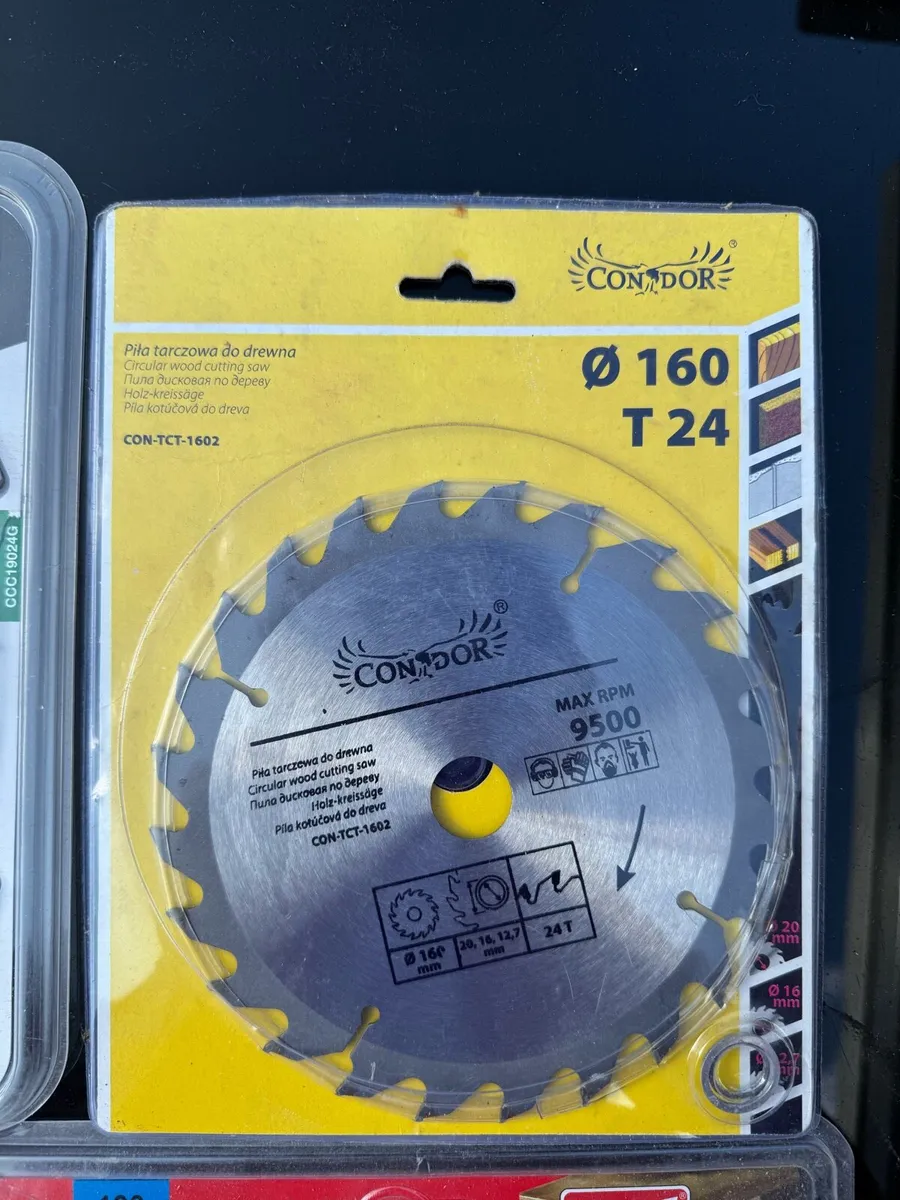 CONDOR®
Piła tarczowa do drewna
Circular wood cutting saw
Пила дисковая по дереву
Holz-kreissäge
Píla kotúčová do dreva
CON-TCT-1602
Ø 160
T 24
CCC19024G
CONDOR®
MAX RPM
9500
Piła tarczowa do drewna
Circular wood cutting saw
Пила дисковая по дереву
Holz-kreissäge
Píla kotúčová do dreva
CON-TCT-1602
Ø 160
mm
20, 16, 12,7
mm
24 T
Ø 20
mm
Ø 16
mm